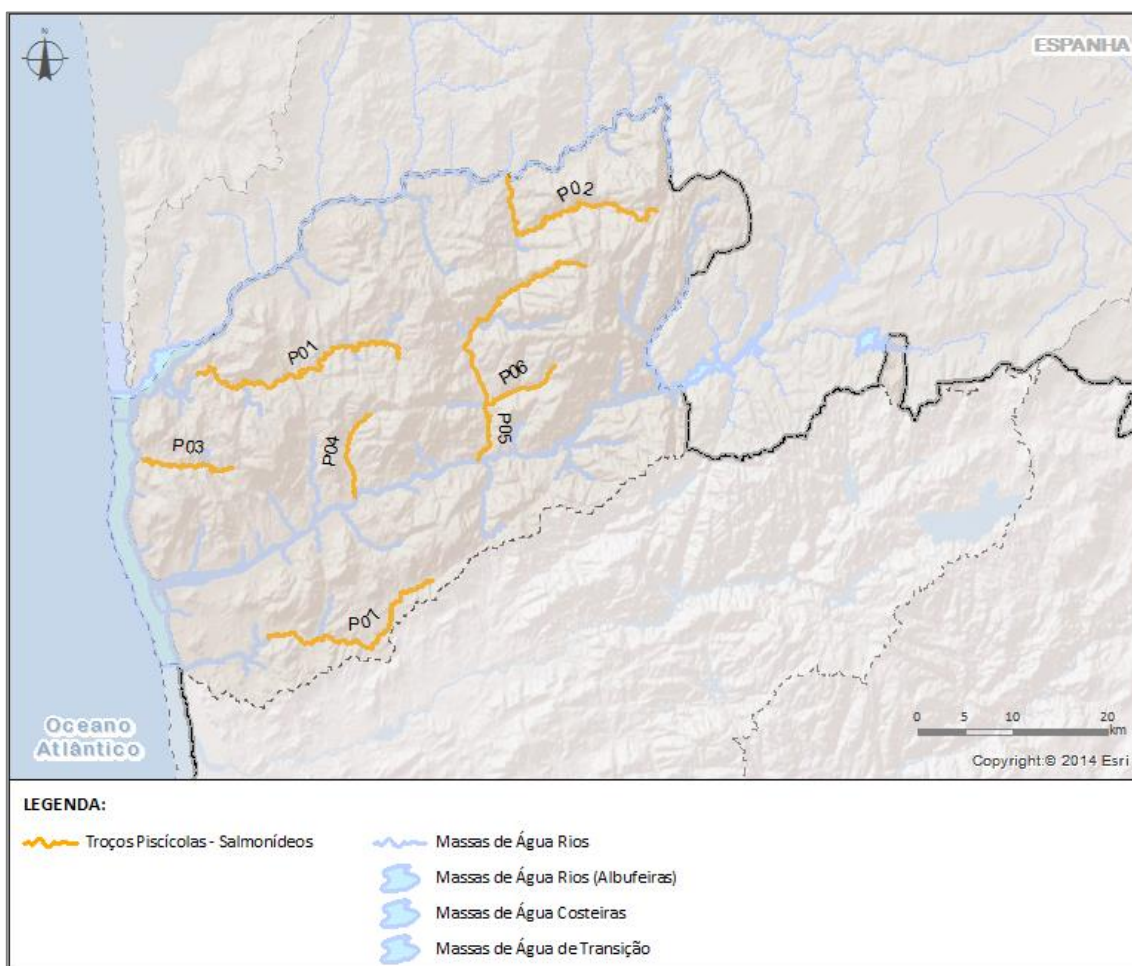 N
ESPANHA
P02
P01
P06
P03
P04
P05
P07
Oceano
Atlântico
0 5 10 20
km
Copyright:© 2014 Esri
LEGENDA:
Troços Piscícolas - Salmonídeos
Massas de Água Rios
Massas de Água Rios (Albufeiras)
Massas de Água Costeiras
Massas de Água de Transição